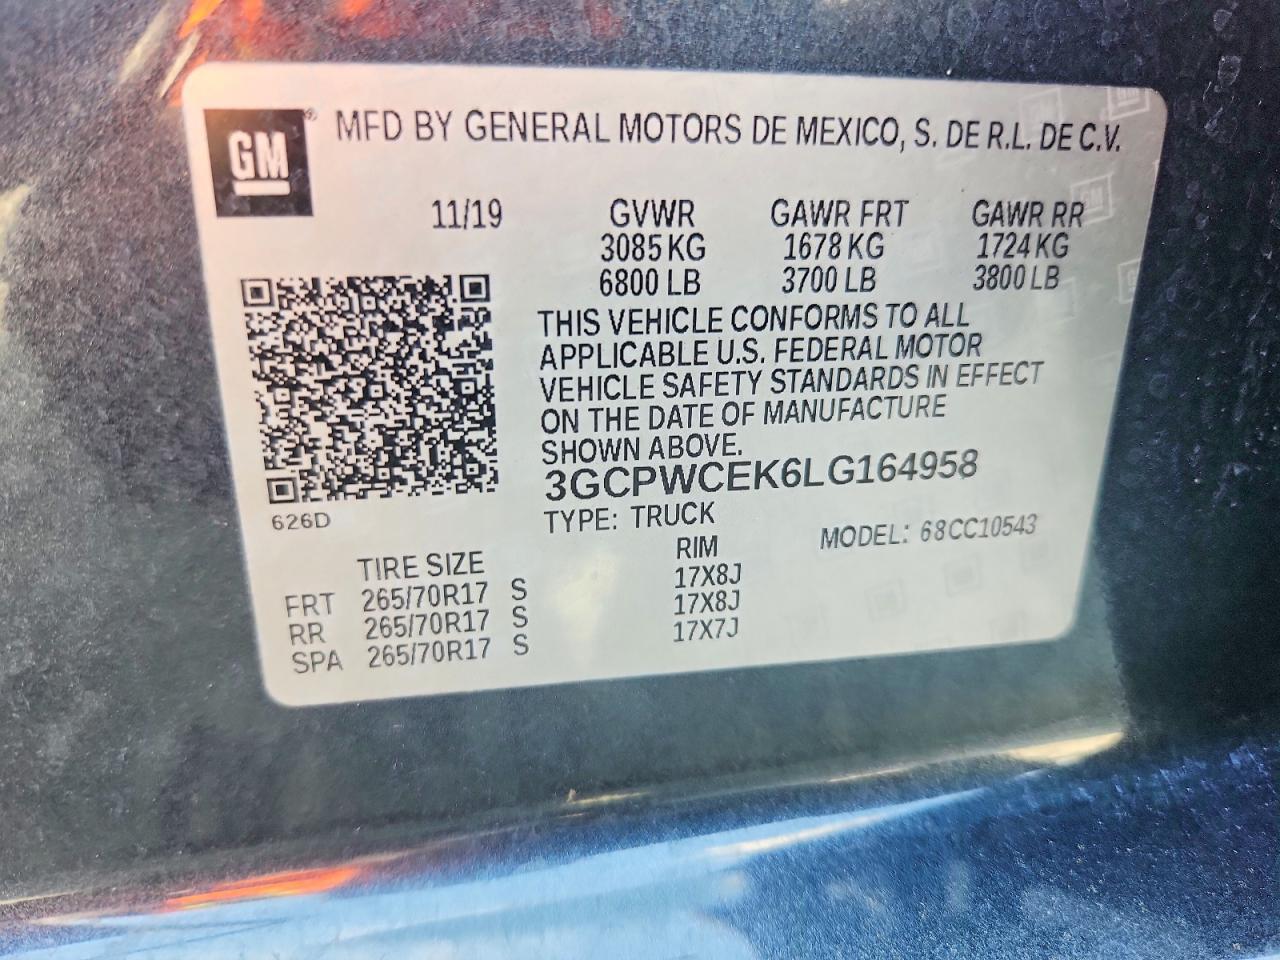 GM ® MFD BY GENERAL MOTORS DE MEXICO, S. DE R.L. DE C.V.
11/19 GVWR GAWR FRT GAWR RR
3085 KG 1678 KG 1724 KG
6800 LB 3700 LB 3800 LB
THIS VEHICLE CONFORMS TO ALL
APPLICABLE U.S. FEDERAL MOTOR
VEHICLE SAFETY STANDARDS IN EFFECT
ON THE DATE OF MANUFACTURE
SHOWN ABOVE.
3GCPWCEK6LG164958
626D
TYPE: TRUCK MODEL: 68CC10543
TIRE SIZE RIM
FRT 265/70R17 S 17X8J
RR 265/70R17 S 17X8J
SPA 265/70R17 S 17X7J